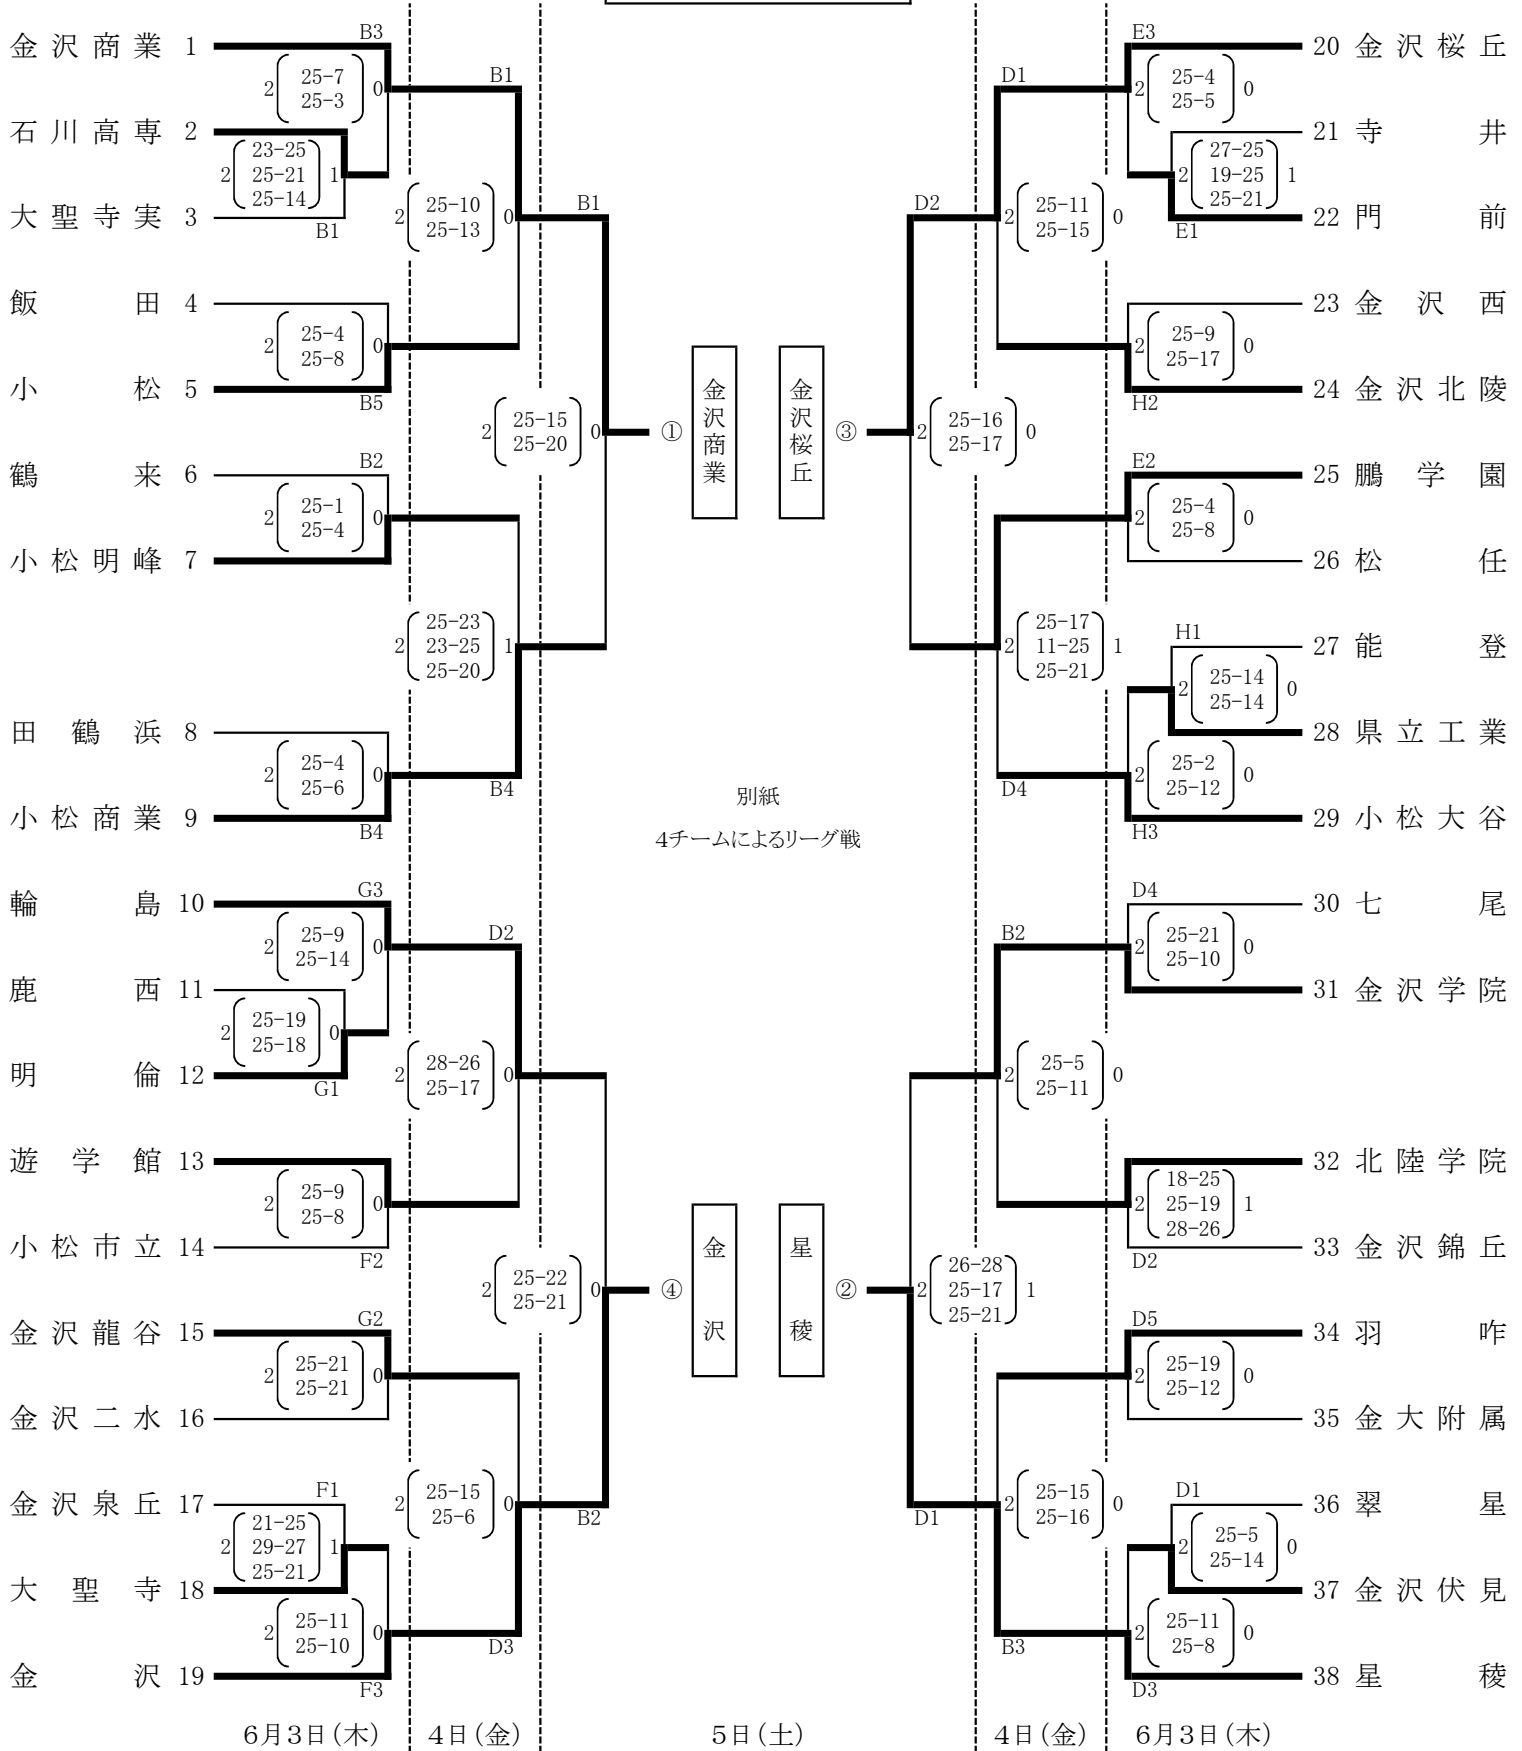 金沢商業 1
B3
2 25-7 0
25-3
石川高専 2
2 23-25 1
25-21
25-14
大聖寺実 3
B1
B1
2 25-10 0
25-13
飯田 4
2 25-4 0
25-8
小松 5
B5
B1
2 25-15 0
25-20
① 金沢商業
鶴来 6
B2
2 25-1 0
25-4
小松明峰 7
2 25-23 1
23-25
25-20
田鶴浜 8
2 25-4 0
25-6
小松商業 9
B4
B4
輪島 10
G3
2 25-9 0
25-14
鹿西 11
2 25-19 0
25-18
明倫 12
G1
D2
2 28-26 0
25-17
遊学館 13
2 25-9 0
25-8
小松市立 14
F2
2 25-22 0
25-21
④ 金沢
金沢龍谷 15
G2
2 25-21 0
25-21
金沢二水 16
2 25-15 0
25-6
金沢泉丘 17
F1
2 21-25 1
29-27
25-21
大聖寺 18
2 25-11 0
25-10
金沢 19
F3
D3
B2
別紙
4チームによるリーグ戦
E3
20 金沢桜丘
2 25-4 0
25-5
21 寺井
2 27-25 1
19-25
25-21
22 門前
E1
D1
2 25-11 0
25-15
23 金沢西
2 25-9 0
25-17
24 金沢北陵
H2
D2
2 25-16 0
25-17
金沢桜丘 ③
E2
25 鵬学園
2 25-4 0
25-8
26 松任
2 25-17 1
11-25
25-21
H1
27 能登
2 25-14 0
25-14
28 県立工業
2 25-2 0
25-12
29 小松大谷
H3
D4
D4
30 七尾
2 25-21 0
25-10
31 金沢学院
B2
2 25-5 0
25-11
32 北陸学院
2 18-25 1
25-19
28-26
33 金沢錦丘
D2
2 26-28 1
25-17
25-21
星稜 ②
D5
34 羽咋
2 25-19 0
25-12
35 金大附属
2 25-15 0
25-16
D1
D1
36 翠星
2 25-5 0
25-14
37 金沢伏見
2 25-11 0
25-8
38 星稜
D3
B3
6月3日(木) 4日(金) 5日(土) 4日(金) 6月3日(木)